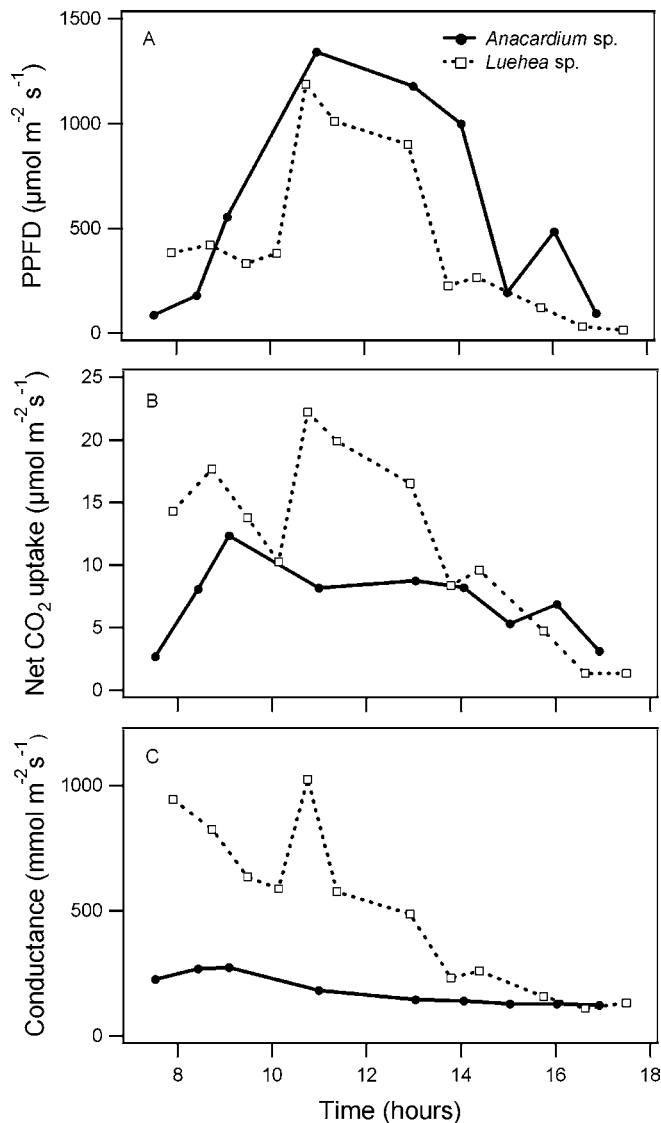 1500
A
Anacardium sp.
Luehea sp.
1000
500
0
PPFD (µmol m⁻² s⁻¹)
25
B
20
15
10
5
0
Net CO₂ uptake (µmol m⁻² s⁻¹)
C
1000
500
0
Conductance (mmol m⁻² s⁻¹)
8 10 12 14 16 18
Time (hours)